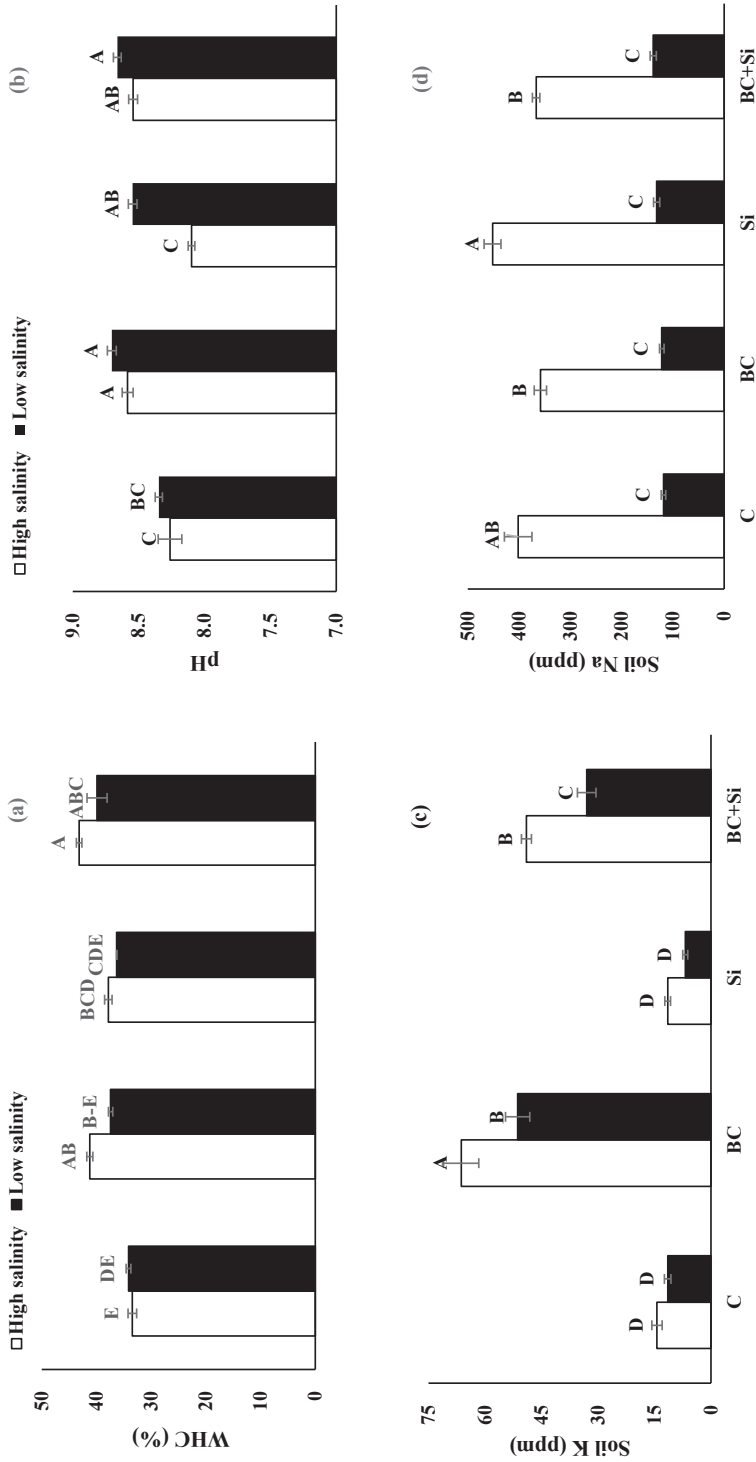 High salinity Low salinity
(a)
WHC (%)
50
40
30
20
10
0
E DE AB B-E BCD CDE A ABC
High salinity Low salinity
(b)
pH
9.0
8.5
8.0
7.5
7.0
C BC A A C AB AB A
(c)
Soil K (ppm)
75
60
45
30
15
0
D D A B D D B C
C BC Si BC+Si
(d)
Soil Na (ppm)
500
400
300
200
100
0
AB C B C A C B C
C BC Si BC+Si